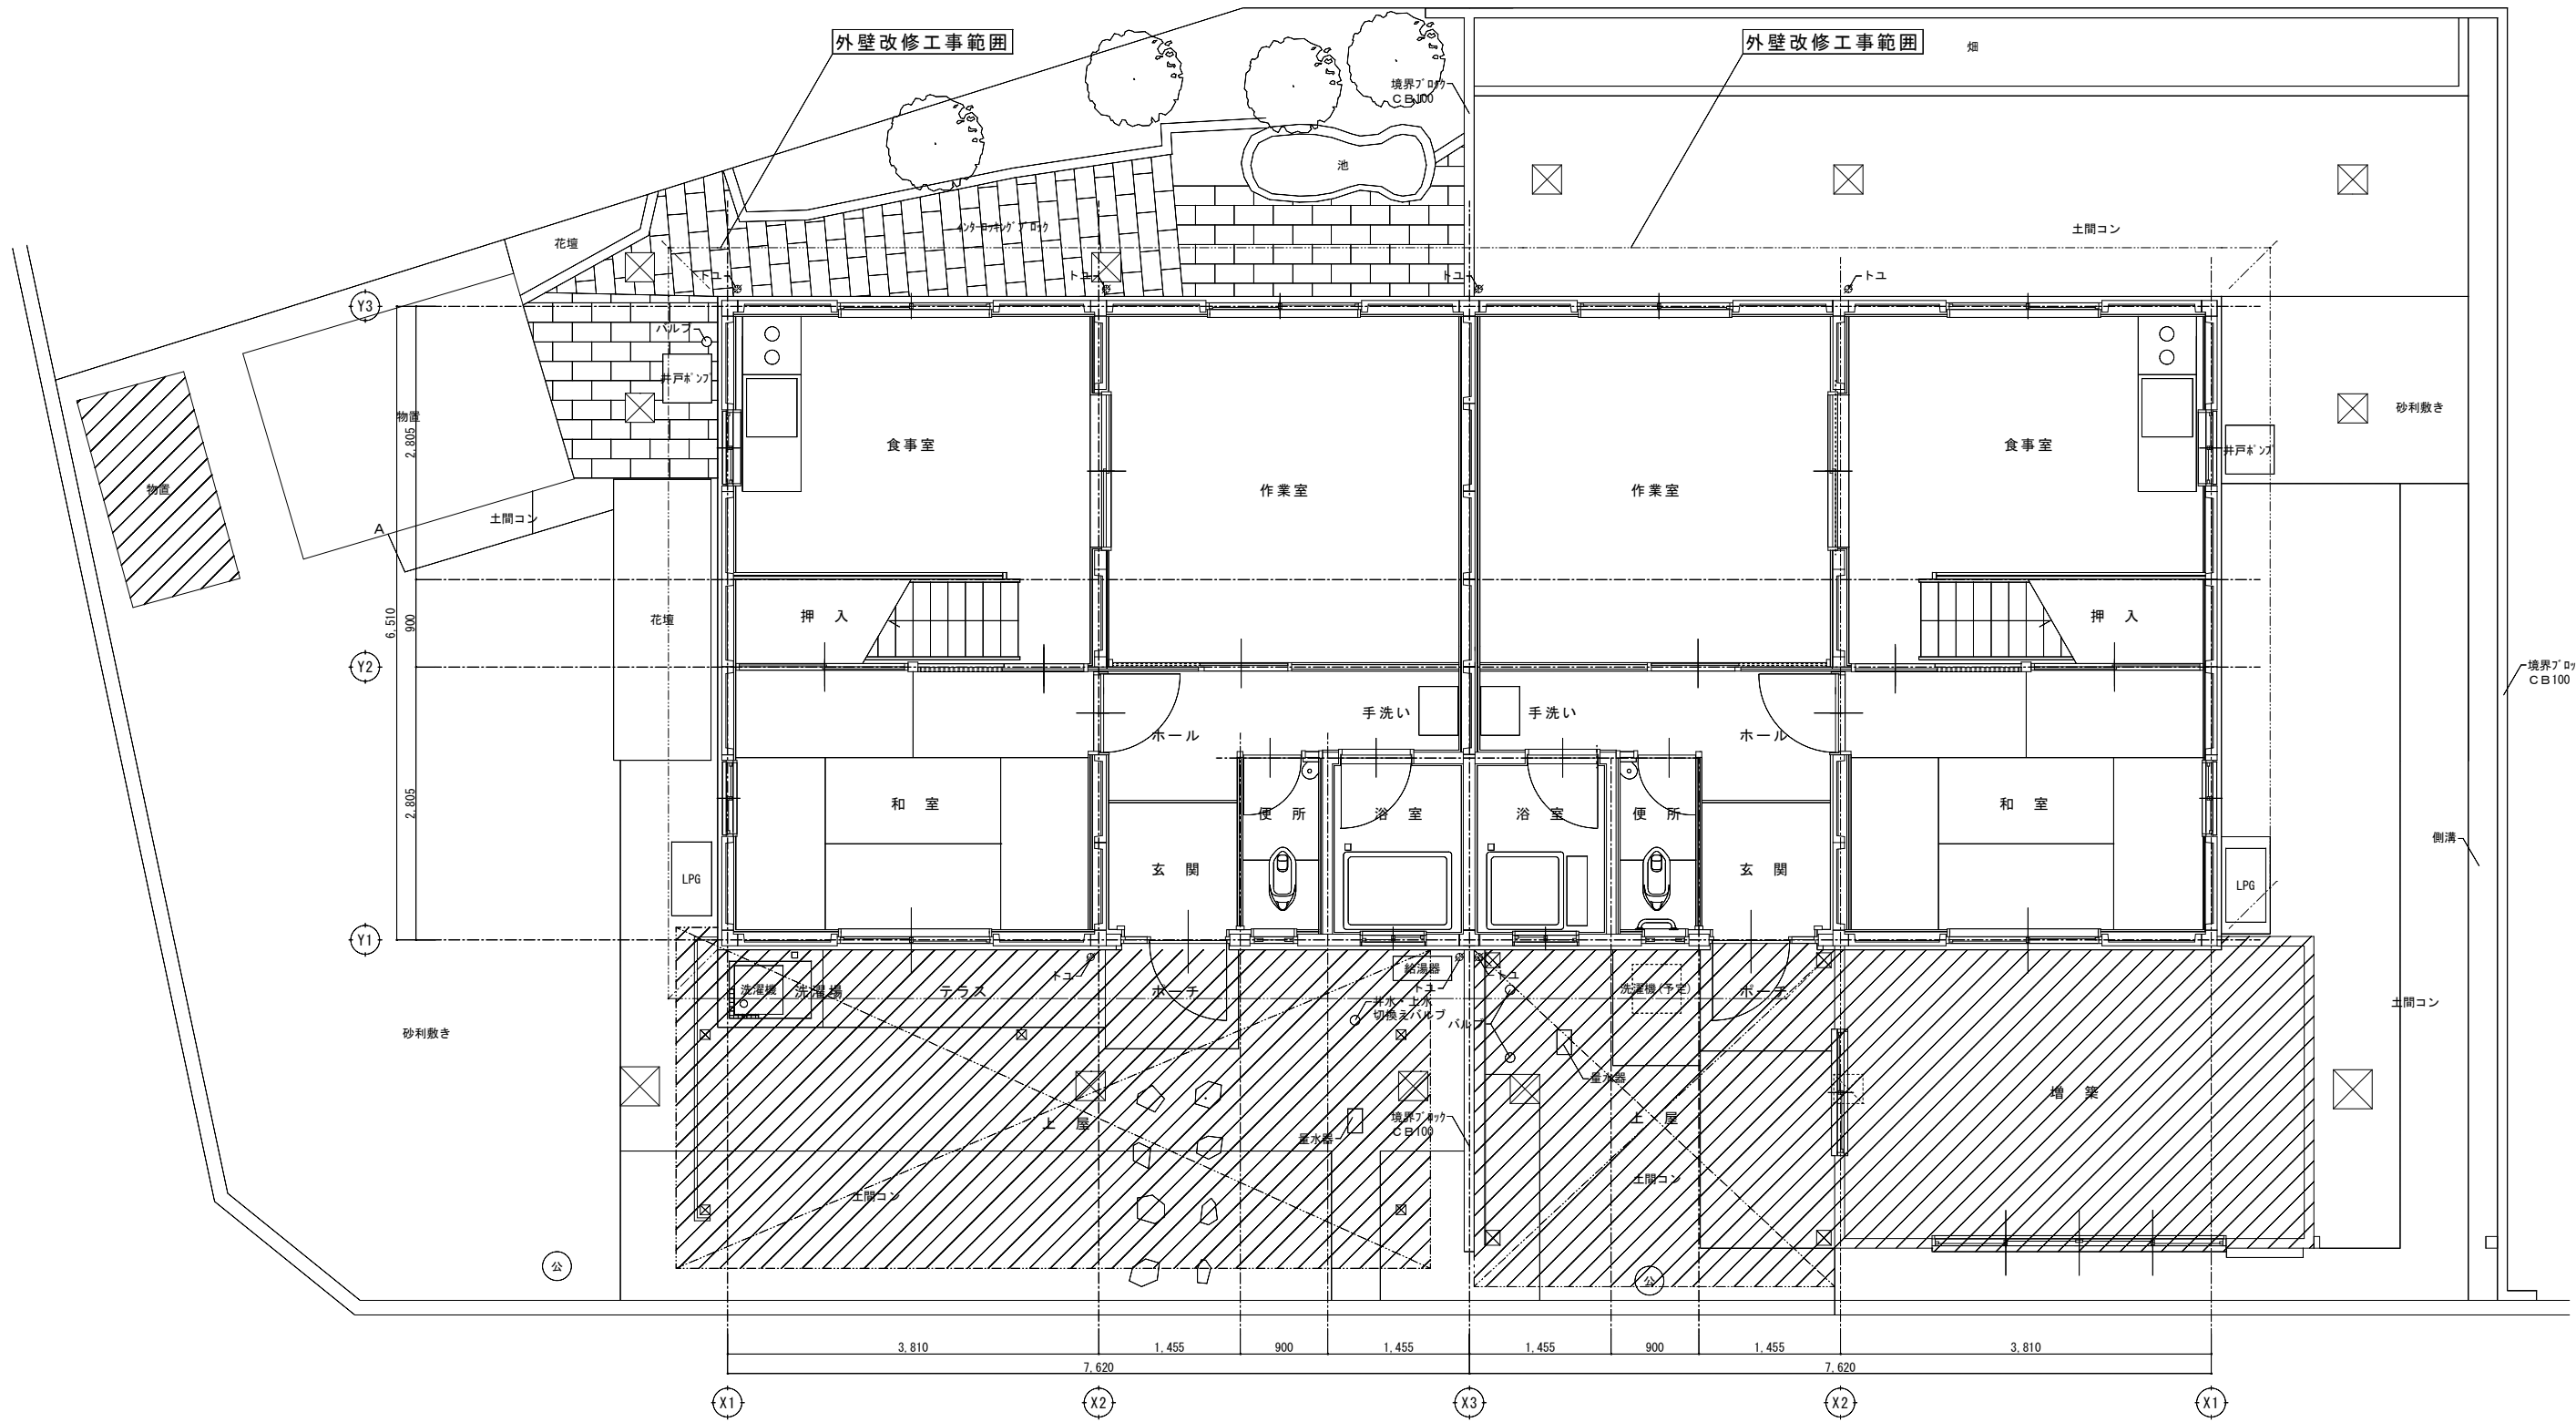 外壁改修工事範囲
外壁改修工事範囲
畑
境界ブロック
CB100
池
花壇
インターロッキングブロック
土間コン
トユ
トユ
トユ
トユ
Y3
バルブ
井戸ポンプ
物置
2,805
食事室
作業室
作業室
食事室
井戸ポンプ
砂利敷き
物置
A
土間コン
6,510
900
花壇
押入
押入
Y2
境界ブロッ
CB100
手洗い
手洗い
ホール
ホール
2,805
和室
便所
浴室
浴室
便所
和室
側溝
LPG
玄関
玄関
LPG
Y1
洗濯機
洗濯場
テラス
トユ
ポーチ
給湯器
トユ
トユ
洗濯機(予定)
ポーチ
井水・上水
切換えバルブ
バルブ
土間コン
砂利敷き
量水器
増築
上屋
量水器
境界ブロック
CB100
上屋
土間コン
土間コン
公
公
3,810
1,455
900
1,455
1,455
900
1,455
3,810
7,620
7,620
X1
X2
X3
X2
X1